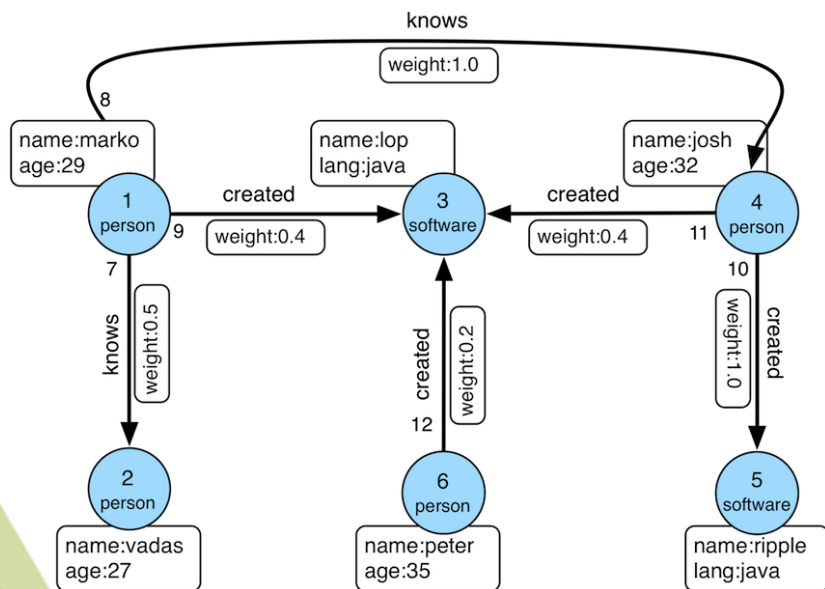 knows
weight:1.0
8
name:marko
age:29
name:lop
lang:java
name:josh
age:32
1
person
created
3
software
created
4
person
9
weight:0.4
weight:0.4
11
7
10
knows
weight:0.5
created
weight:0.2
weight:1.0
created
12
2
person
6
person
5
software
name:vadas
age:27
name:peter
age:35
name:ripple
lang:java